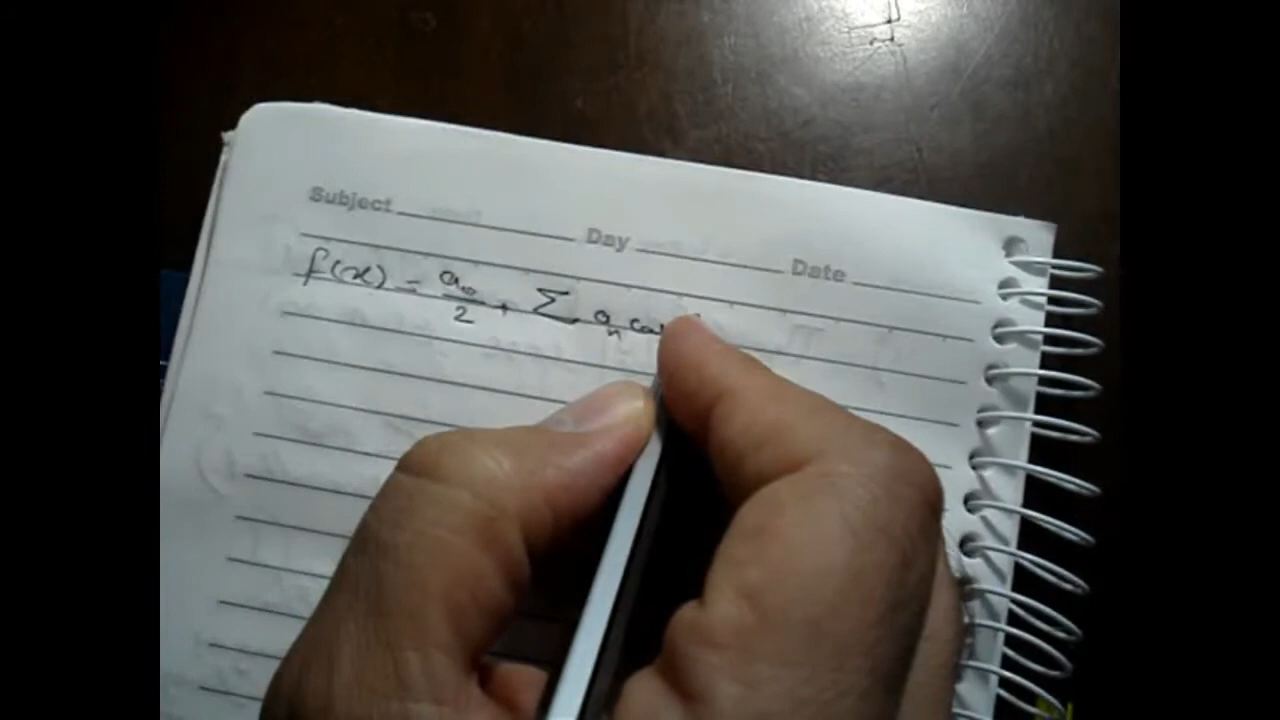 Subject Day Date
f(x) = a₀/2 + Σ aₙ cos